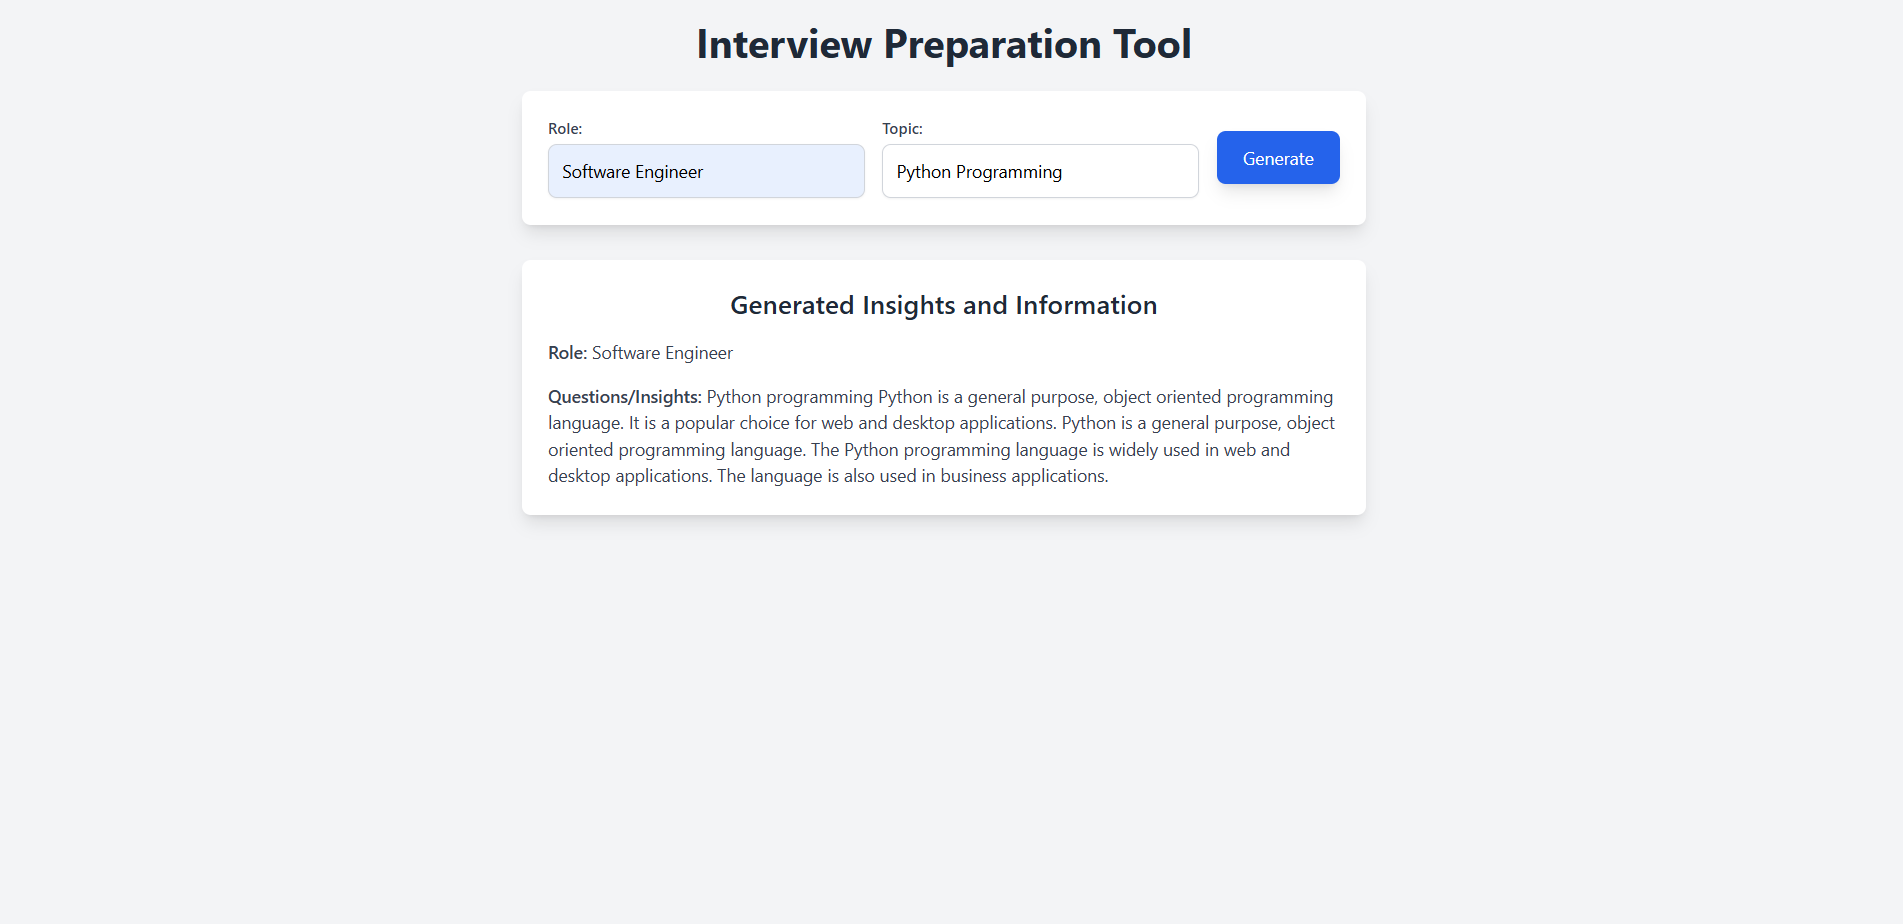 Interview Preparation Tool
Role:
Software Engineer
Topic:
Python Programming
Generate
Generated Insights and Information
Role: Software Engineer
Questions/Insights: Python programming Python is a general purpose, object oriented programming
language. It is a popular choice for web and desktop applications. Python is a general purpose, object
oriented programming language. The Python programming language is widely used in web and
desktop applications. The language is also used in business applications.